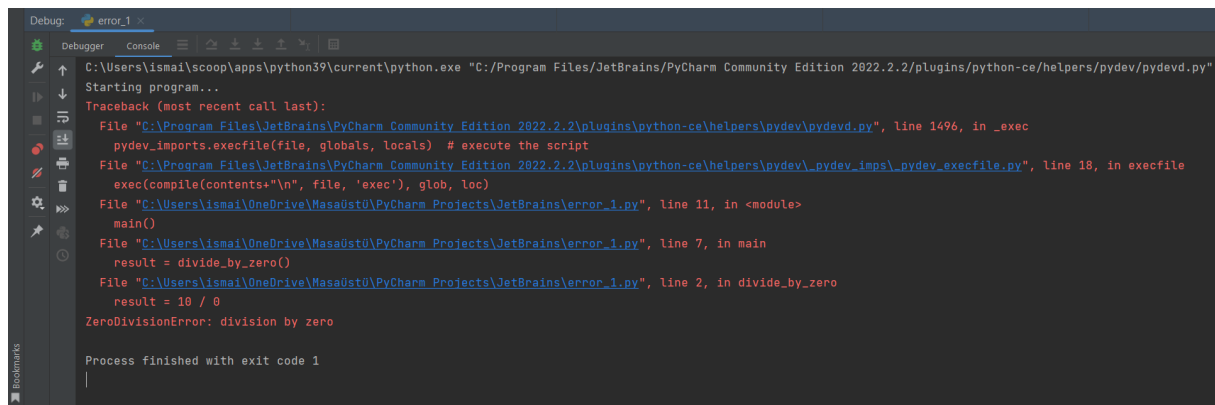 Debug: error_1
Debugger Console
C:\Users\ismai\scoop\apps\python39\current\python.exe "C:/Program Files/JetBrains/PyCharm Community Edition 2022.2.2/plugins/python-ce/helpers/pydev/pydevd.py"
Starting program...
Traceback (most recent call last):
File "C:\Program Files\JetBrains\PyCharm Community Edition 2022.2.2\plugins\python-ce\helpers\pydev\pydevd.py", line 1496, in _exec
pydev_imports.execfile(file, globals, locals)  # execute the script
File "C:\Program Files\JetBrains\PyCharm Community Edition 2022.2.2\plugins\python-ce\helpers\pydev\_pydev_imps\_pydev_execfile.py", line 18, in execfile
exec(compile(contents+"\n", file, 'exec'), glob, loc)
File "C:\Users\ismai\OneDrive\Masaüstü\PyCharm Projects\JetBrains\error_1.py", line 11, in <module>
main()
File "C:\Users\ismai\OneDrive\Masaüstü\PyCharm Projects\JetBrains\error_1.py", line 7, in main
result = divide_by_zero()
File "C:\Users\ismai\OneDrive\Masaüstü\PyCharm Projects\JetBrains\error_1.py", line 2, in divide_by_zero
result = 10 / 0
ZeroDivisionError: division by zero
Process finished with exit code 1
Bookmarks